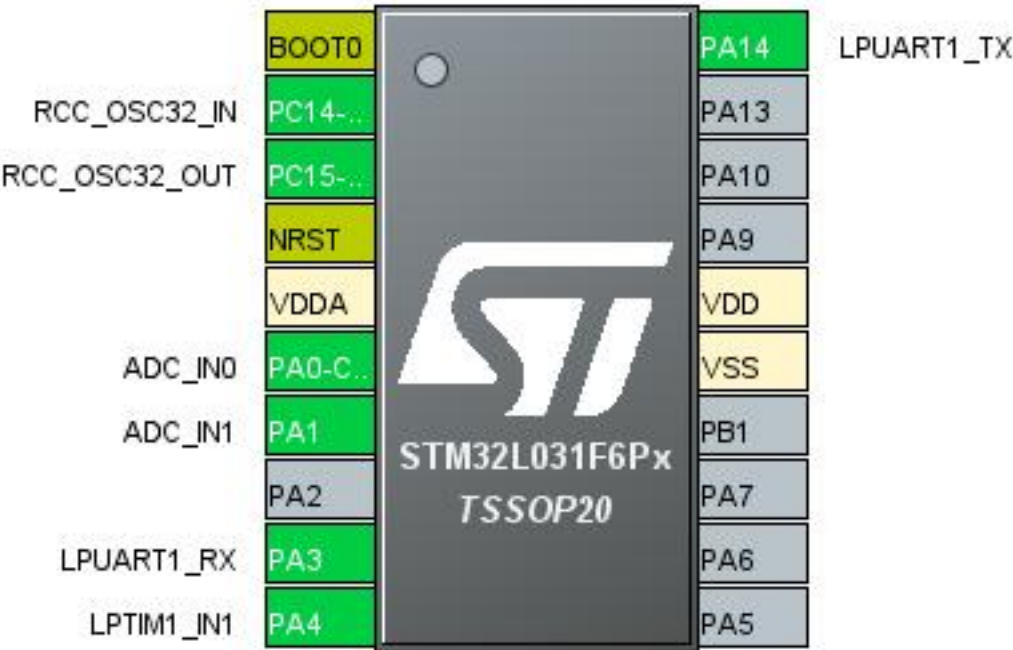 BOOT0
PA14 LPUART1_TX
RCC_OSC32_IN PC14-..
PA13
RCC_OSC32_OUT PC15-..
PA10
NRST
PA9
VDDA
VDD
ADC_IN0 PA0-C..
VSS
ADC_IN1 PA1
PB1
STM32L031F6Px
PA2
PA7
TSSOP20
LPUART1_RX PA3
PA6
LPTIM1_IN1 PA4
PA5